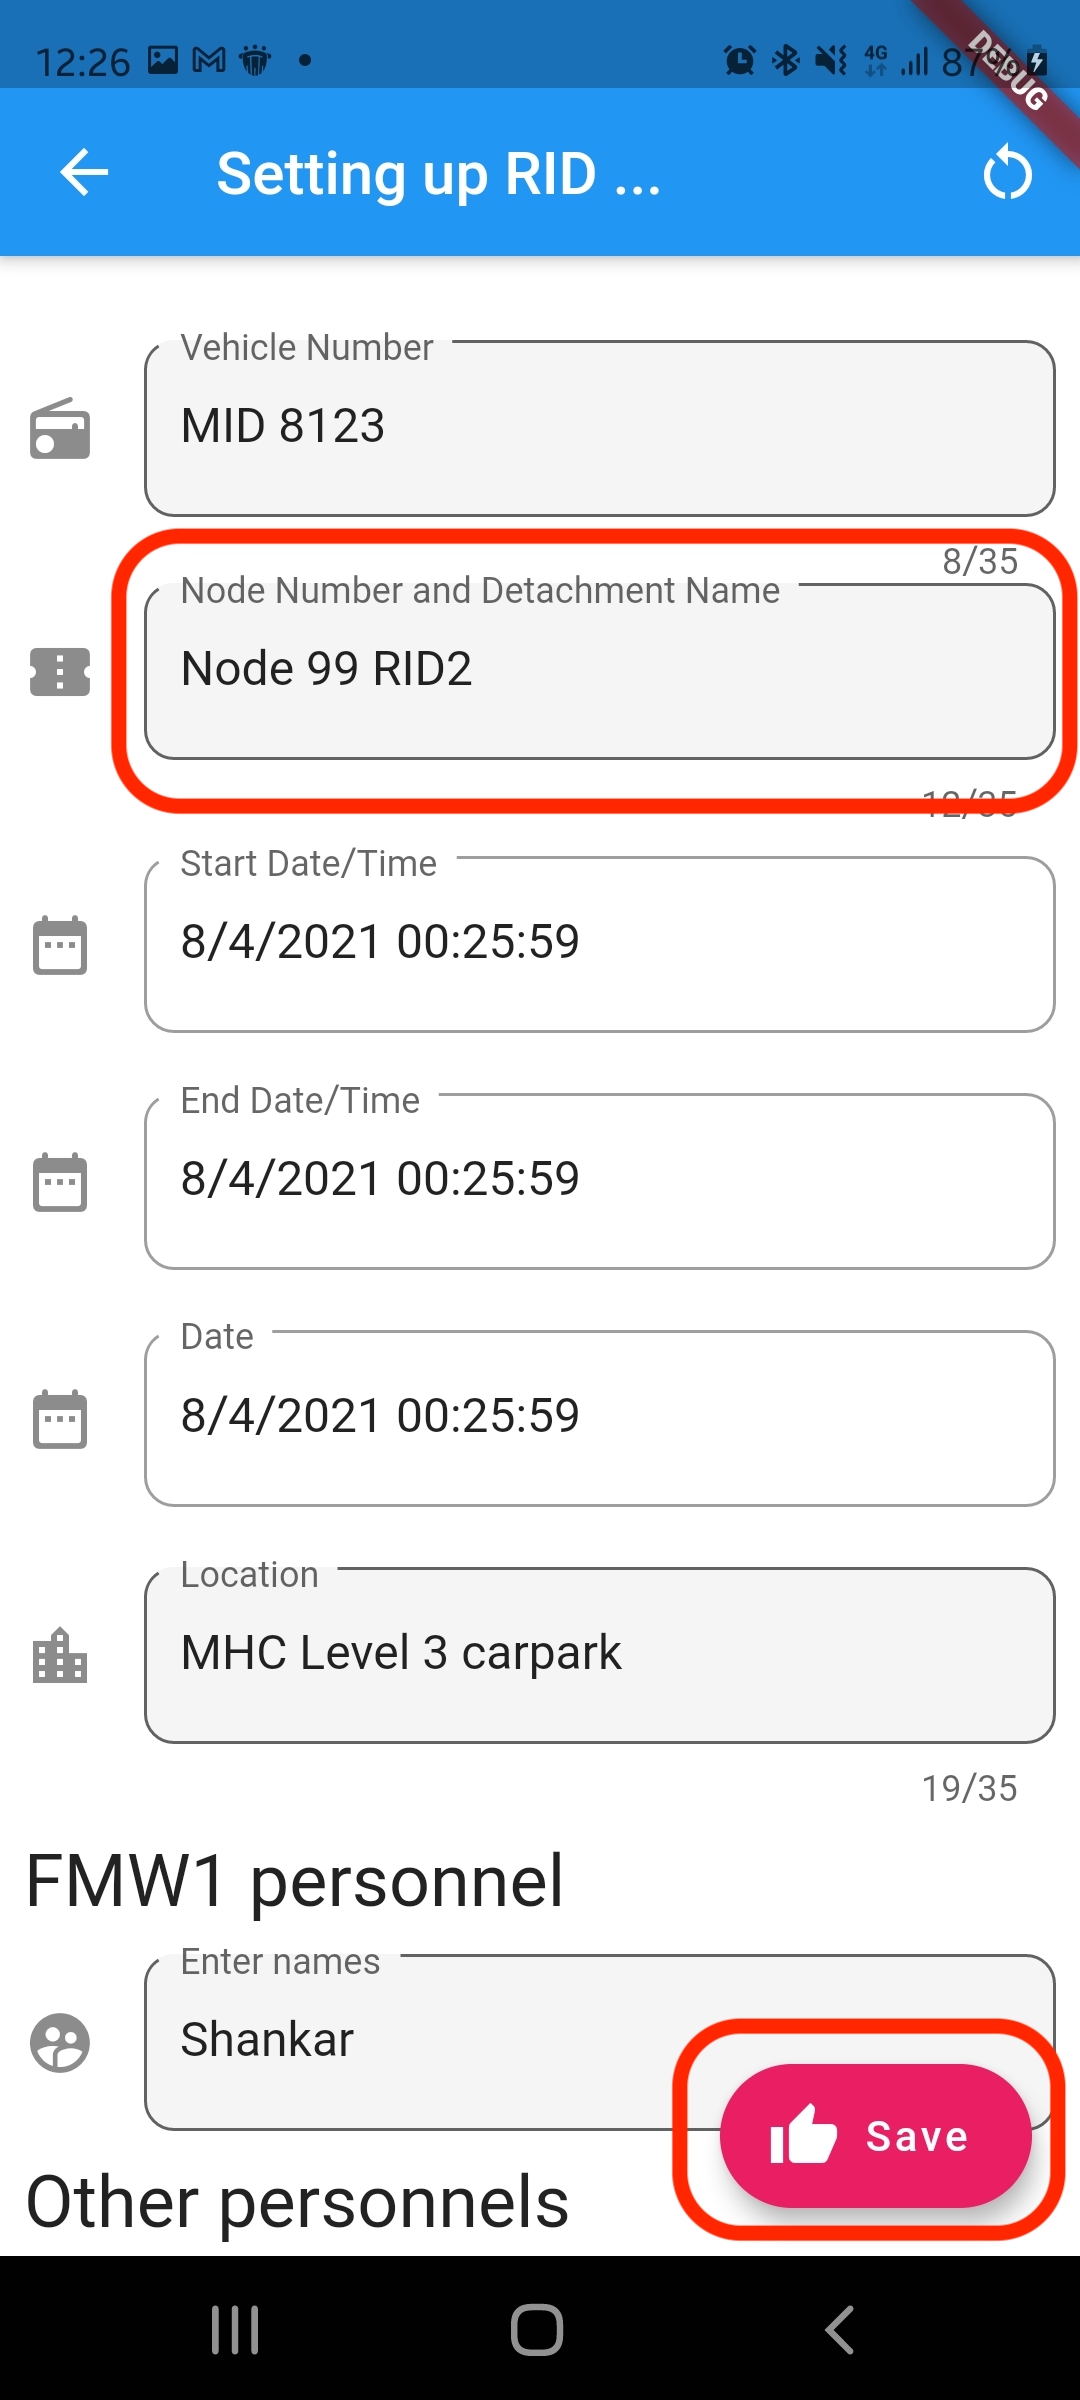 12:26 4G 87%
DEBUG
Setting up RID ...
Vehicle Number
MID 8123
8/35
Node Number and Detachment Name
Node 99 RID2
12/35
Start Date/Time
8/4/2021 00:25:59
End Date/Time
8/4/2021 00:25:59
Date
8/4/2021 00:25:59
Location
MHC Level 3 carpark
19/35
FMW1 personnel
Enter names
Shankar
Save
Other personnels